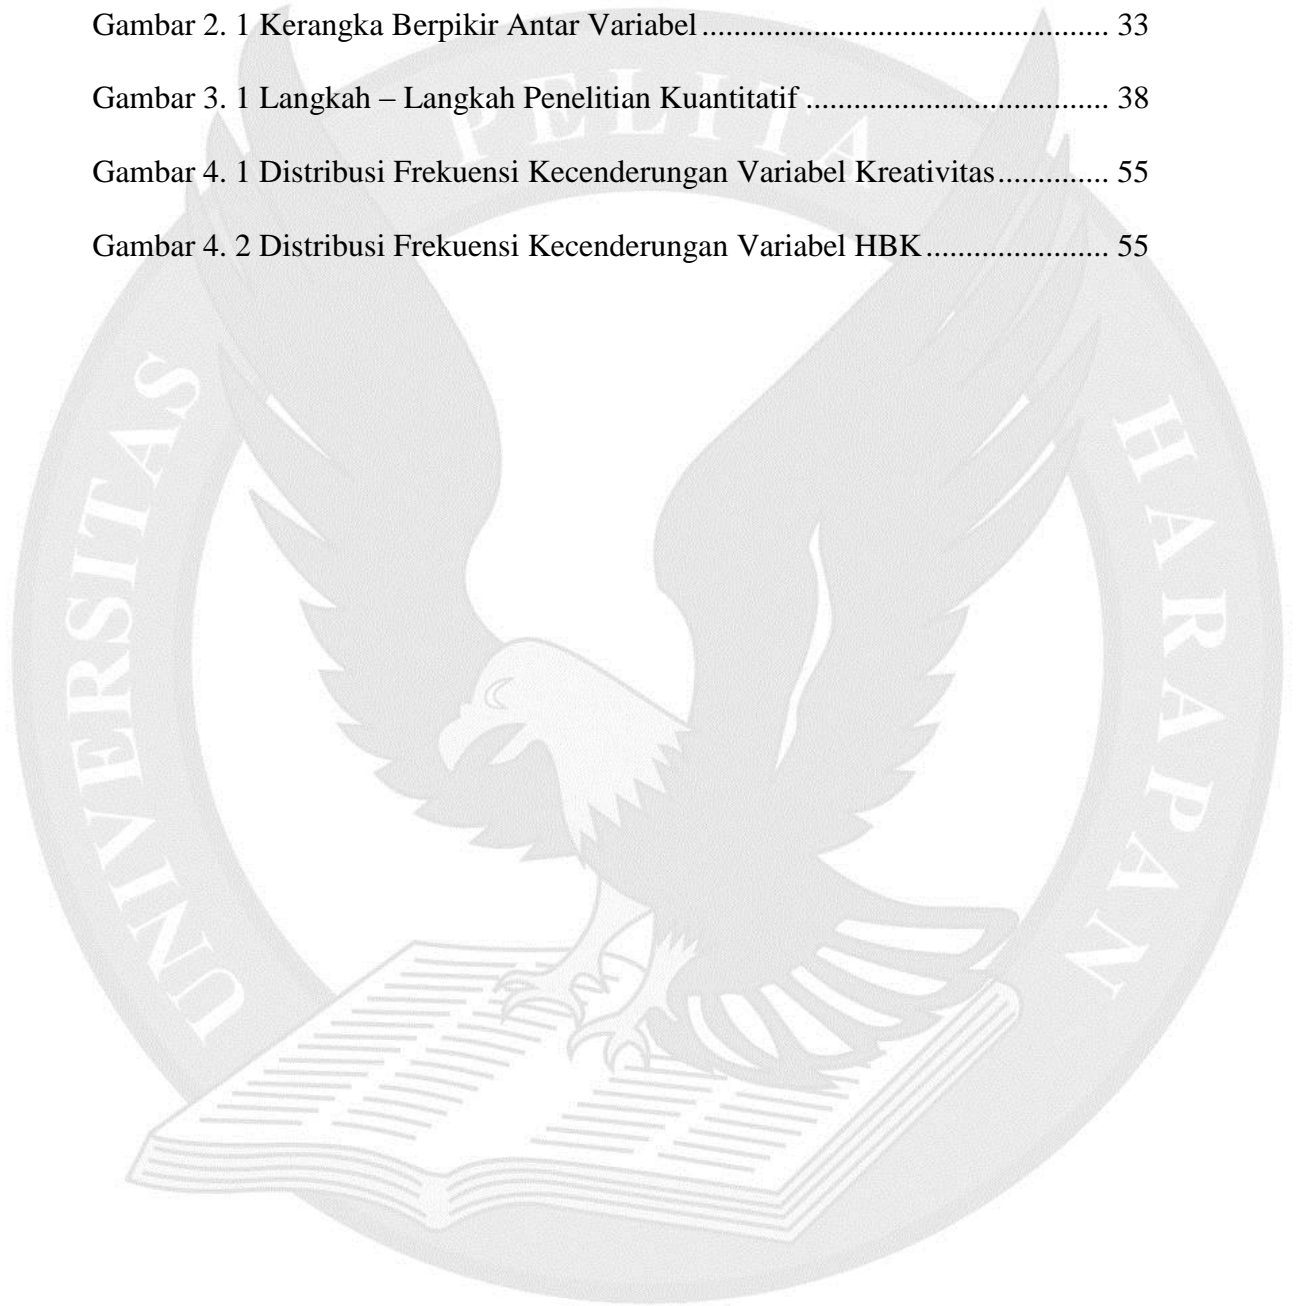 Gambar 2. 1 Kerangka Berpikir Antar Variabel................................................... 33
Gambar 3. 1 Langkah – Langkah Penelitian Kuantitatif ...................................... 38
Gambar 4. 1 Distribusi Frekuensi Kecenderungan Variabel Kreativitas.............. 55
Gambar 4. 2 Distribusi Frekuensi Kecenderungan Variabel HBK....................... 55
UNIVERSITAS PELITA HARAPAN